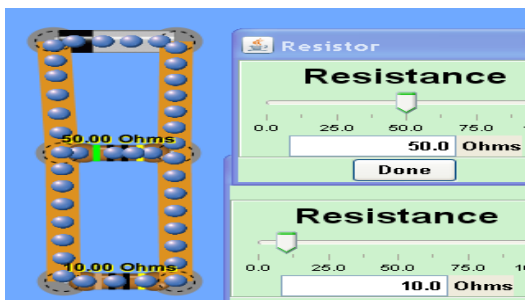 Resistor
Resistance
0.0 25.0 50.0 75.0
50.0 Ohms
Done
50.00 Ohms
Resistance
0.0 25.0 50.0 75.0
10.0 Ohms
10.00 Ohms